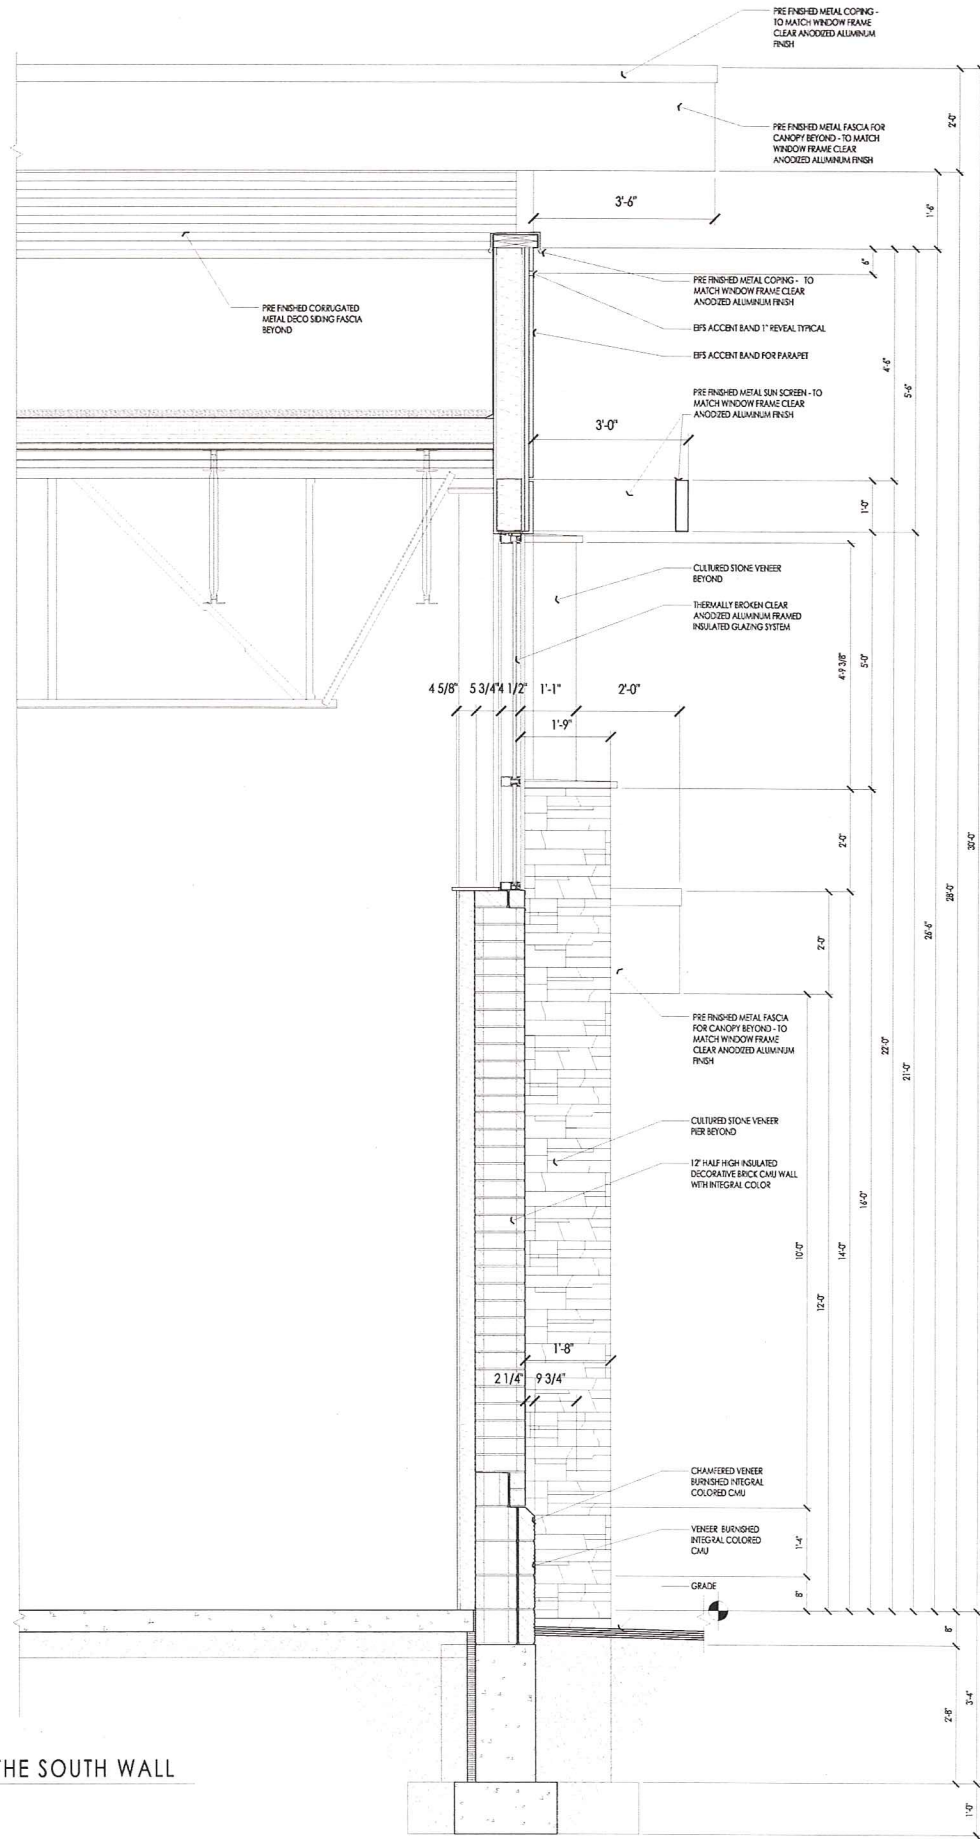 PRE FINISHED METAL COPING -
TO MATCH WINDOW FRAME
CLEAR ANODIZED ALUMINUM
FINISH
PRE FINISHED METAL FASCIA FOR
CANOPY BEYOND - TO MATCH
WINDOW FRAME CLEAR
ANODIZED ALUMINUM FINISH
2'-0"
3'-6"
1'-6"
6"
PRE FINISHED METAL COPING - TO
MATCH WINDOW FRAME CLEAR
ANODIZED ALUMINUM FINISH
PRE FINISHED CORRUGATED
METAL DECO SIDING FASCIA
BEYOND
EIFS ACCENT BAND 1" REVEAL TYPICAL
EIFS ACCENT BAND FOR PARAPET
4'-6"
5'-6"
PRE FINISHED METAL SUN SCREEN - TO
MATCH WINDOW FRAME CLEAR
ANODIZED ALUMINUM FINISH
3'-0"
1'-0"
CULTURED STONE VENEER
BEYOND
THERMALLY BROKEN CLEAR
ANODIZED ALUMINUM FRAMED
INSULATED GLAZING SYSTEM
4'-9 3/8"
5'-0"
4 5/8" 5 3/4" 4 1/2" 1'-1" 2'-0"
1'-9"
2'-0"
30'-0"
28'-0"
26'-6"
2'-0"
PRE FINISHED METAL FASCIA
FOR CANOPY BEYOND - TO
MATCH WINDOW FRAME
CLEAR ANODIZED ALUMINUM
FINISH
22'-0"
21'-0"
CULTURED STONE VENEER
PIER BEYOND
12" HALF HIGH INSULATED
DECORATIVE BRICK CMU WALL
WITH INTEGRAL COLOR
16'-0"
10'-0"
14'-0"
12'-0"
1'-8"
2 1/4" 9 3/4"
CHAMFERED VENEER
BURNISHED INTEGRAL
COLORED CMU
VENEER BURNISHED
INTEGRAL COLORED
CMU
1'-4"
GRADE
8"
8"
2'-8"
3'-4"
THE SOUTH WALL
1'-0"